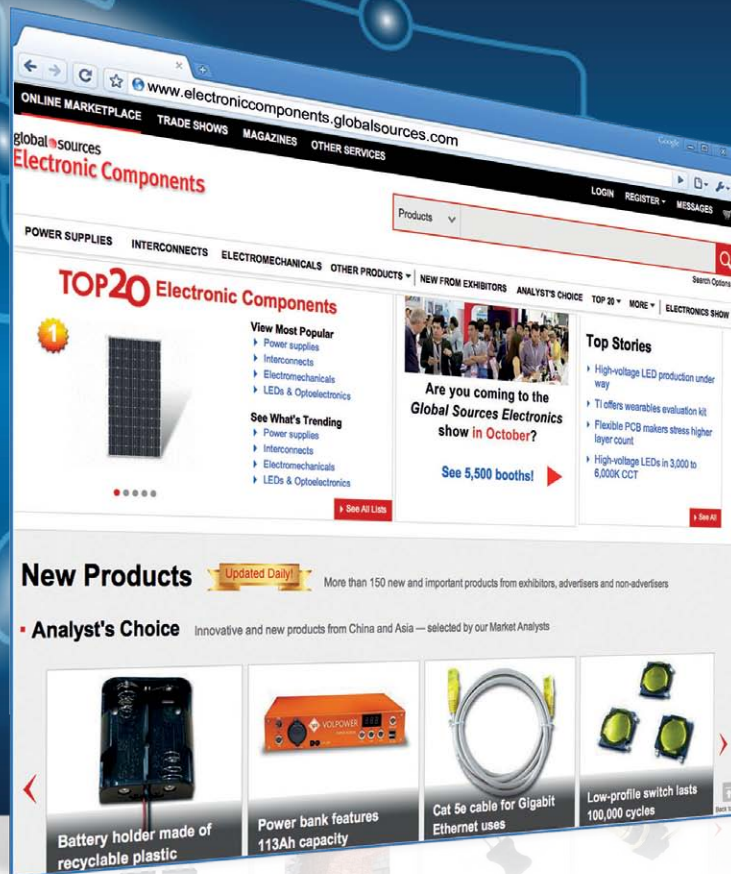 www.electroniccomponents.globalsources.com
Google
ONLINE MARKETPLACE TRADE SHOWS MAGAZINES OTHER SERVICES
LOGIN REGISTER MESSAGES
global sources
Electronic Components
Products
Search Options
POWER SUPPLIES INTERCONNECTS ELECTROMECHANICALS OTHER PRODUCTS NEW FROM EXHIBITORS ANALYST'S CHOICE TOP 20 MORE ELECTRONICS SHOW
TOP20 Electronic Components
1
View Most Popular
Power supplies
Interconnects
Electromechanicals
LEDs & Optoelectronics
See What's Trending
Power supplies
Interconnects
Electromechanicals
LEDs & Optoelectronics
See All Lists
Are you coming to the
Global Sources Electronics
show in October?
See 5,500 booths!
Top Stories
High-voltage LED production under
way
TI offers wearables evaluation kit
Flexible PCB makers stress higher
layer count
High-voltage LEDs in 3,000 to
6,000K CCT
See All
New Products Updated Daily! More than 150 new and important products from exhibitors, advertisers and non-advertisers
Analyst's Choice Innovative and new products from China and Asia — selected by our Market Analysts
Battery holder made of
recyclable plastic
VOLPOWER
Power bank features
113Ah capacity
Cat 5e cable for Gigabit
Ethernet uses
Low-profile switch lasts
100,000 cycles